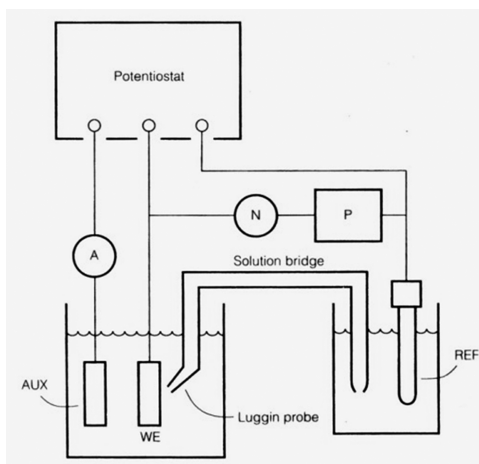 Potentiostat
N
P
A
Solution bridge
REF
AUX
Luggin probe
WE